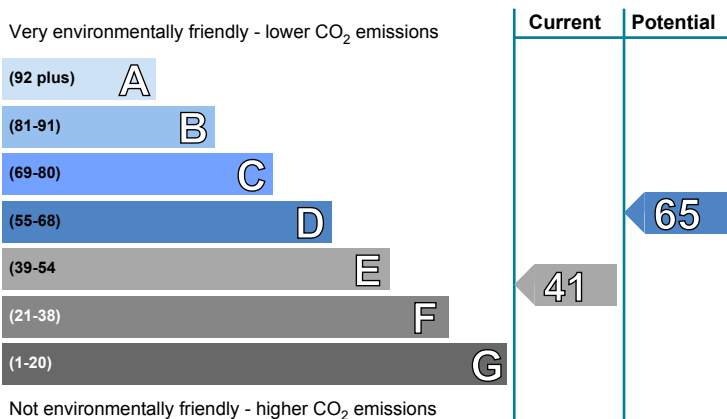 Very environmentally friendly - lower CO2 emissions
Current
Potential
(92 plus) A
(81-91) B
(69-80) C
(55-68) D
65
(39-54 E
41
(21-38) F
(1-20) G
Not environmentally friendly - higher CO2 emissions